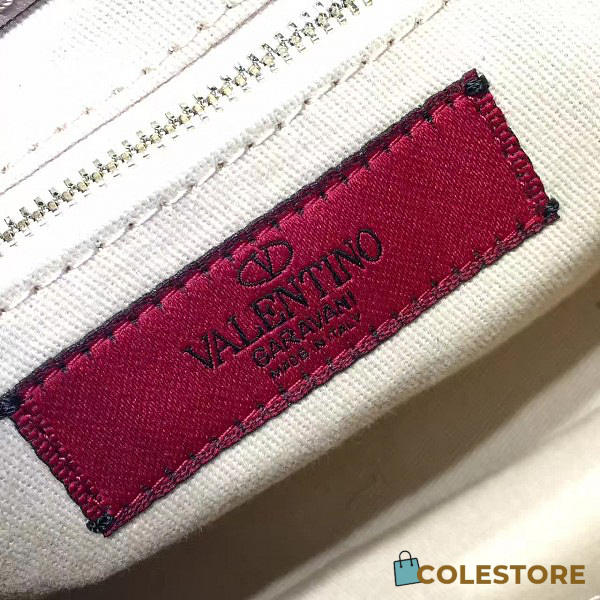 V
VALENTINO
GARAVANI
MADE IN ITALY
COLESTORE